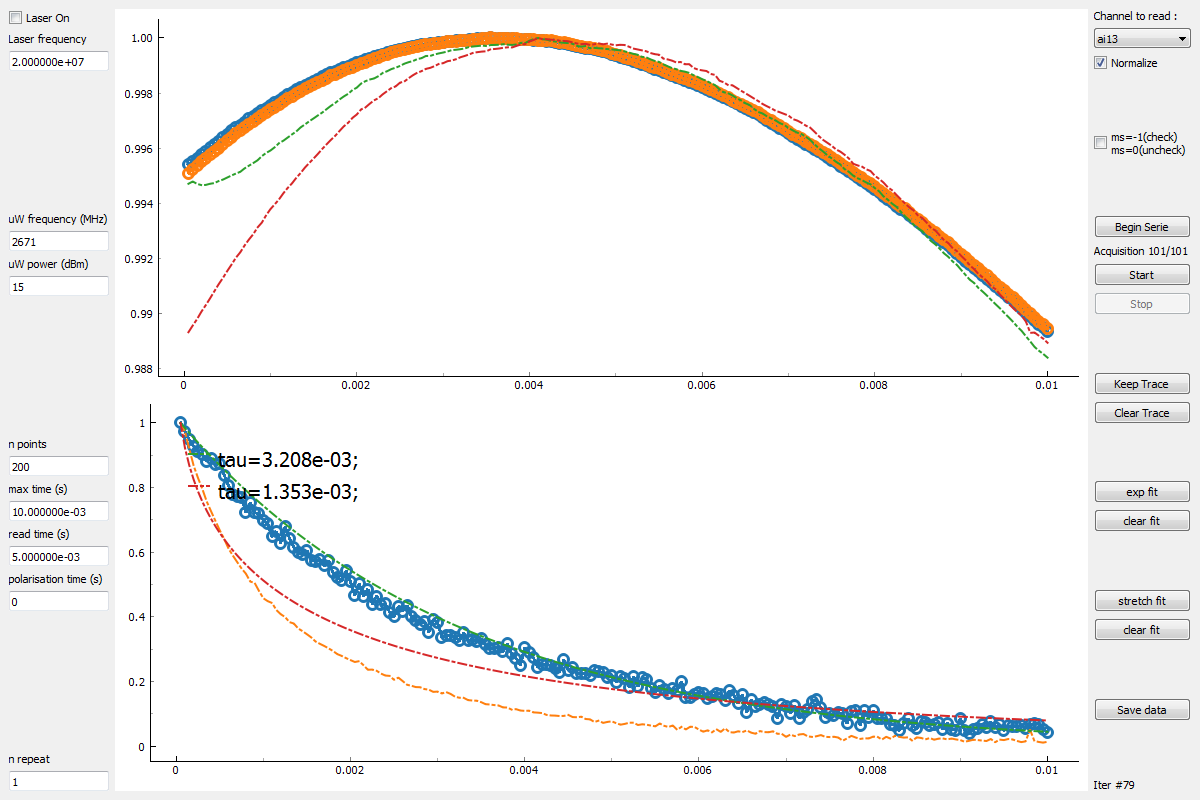 Laser On
Laser frequency
2.000000e+07
uW frequency (MHz)
2671
uW power (dBm)
15
n points
200
max time (s)
10.000000e-03
read time (s)
5.000000e-03
polarisation time (s)
0
n repeat
1
1.00
0.998
0.996
0.994
0.992
0.99
0.988
0
0.002
0.004
0.006
0.008
0.01
tau=3.208e-03;
tau=1.353e-03;
1
0.8
0.6
0.4
0.2
0
0
0.002
0.004
0.006
0.008
0.01
Channel to read :
ai13
Normalize
ms=-1(check)
ms=0(uncheck)
Begin Serie
Acquisition 101/101
Start
Stop
Keep Trace
Clear Trace
exp fit
clear fit
stretch fit
clear fit
Save data
Iter #79